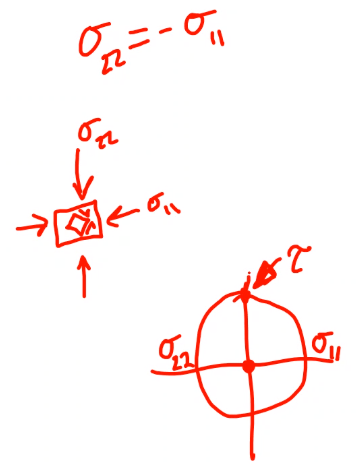 σ₂₂ = - σ₁₁
σ₂₂
σ₁₁
τ
σ₂₂ σ₁₁